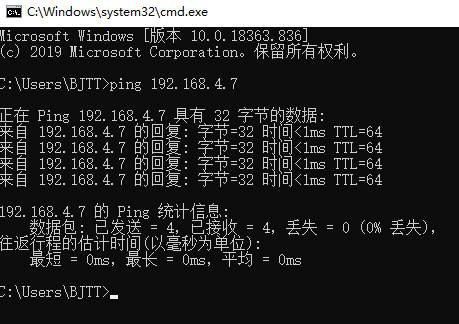 C:\Windows\system32\cmd.exe
Microsoft Windows [版本 10.0.18363.836]
(c) 2019 Microsoft Corporation。保留所有权利。
C:\Users\BJTT>ping 192.168.4.7
正在 Ping 192.168.4.7 具有 32 字节的数据:
来自 192.168.4.7 的回复: 字节=32 时间<1ms TTL=64
来自 192.168.4.7 的回复: 字节=32 时间<1ms TTL=64
来自 192.168.4.7 的回复: 字节=32 时间<1ms TTL=64
来自 192.168.4.7 的回复: 字节=32 时间<1ms TTL=64
192.168.4.7 的 Ping 统计信息:
数据包: 已发送 = 4, 已接收 = 4, 丢失 = 0 (0% 丢失),
往返行程的估计时间(以毫秒为单位):
最短 = 0ms, 最长 = 0ms, 平均 = 0ms
C:\Users\BJTT>